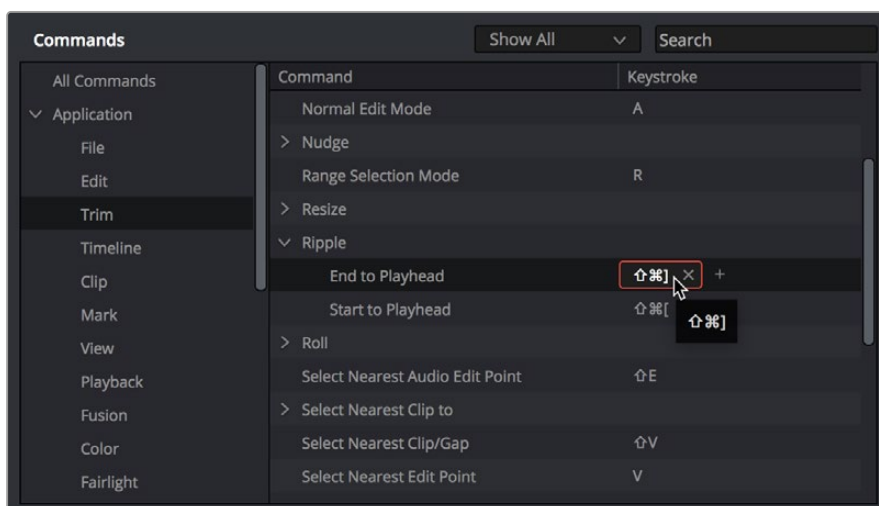 Commands
Show All
Search
All Commands
Application
File
Edit
Trim
Timeline
Clip
Mark
View
Playback
Fusion
Color
Fairlight
Command Keystroke
Normal Edit Mode A
Nudge
Range Selection Mode R
Resize
Ripple
End to Playhead ⇧⌘]
Start to Playhead ⇧⌘[
⇧⌘]
Roll
Select Nearest Audio Edit Point ⇧E
Select Nearest Clip to
Select Nearest Clip/Gap ⇧V
Select Nearest Edit Point V